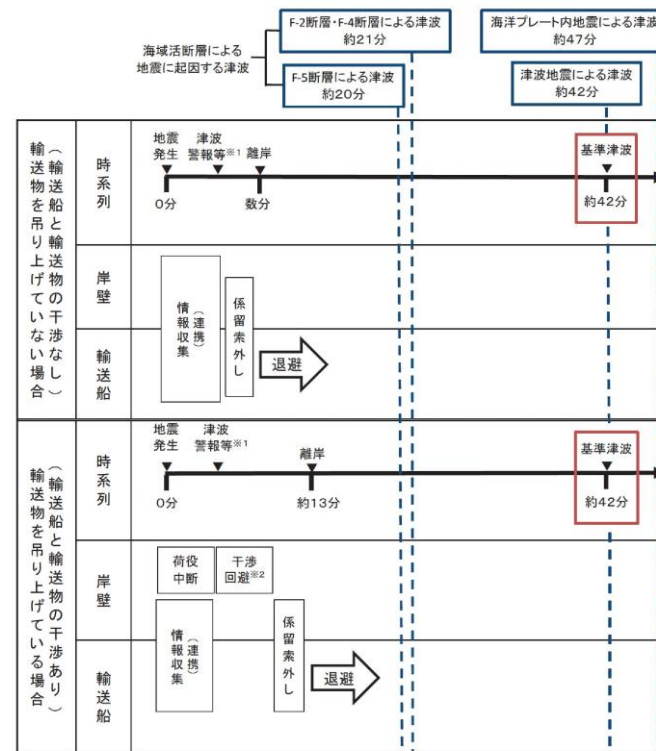 F-2断層・F-4断層による津波
約21分
海洋プレート内地震による津波
約47分
海域活断層による
地震に起因する津波
F-5断層による津波
約20分
津波地震による津波
約42分
輸送物を吊り上げていない場合
（輸送船と輸送物の干渉なし）
時系列
地震
発生
津波
警報等※1
離岸
基準津波
0分
数分
約42分
岸壁
情報収集
（連携）
係留索外し
輸送船
退避
輸送物を吊り上げている場合
（輸送船と輸送物の干渉あり）
時系列
地震
発生
津波
警報等※1
離岸
基準津波
0分
約13分
約42分
岸壁
荷役
中断
干渉
回避※2
情報収集
（連携）
係留索外し
輸送船
退避